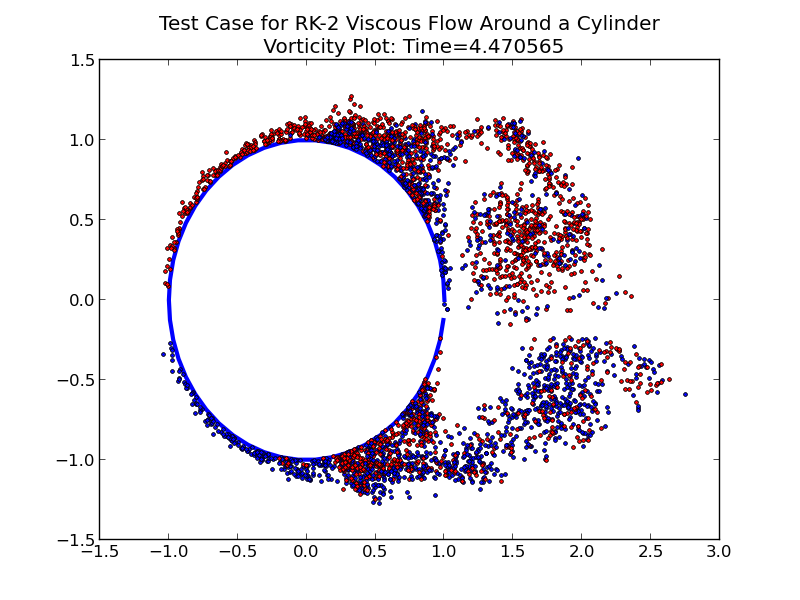 Test Case for RK-2 Viscous Flow Around a Cylinder
Vorticity Plot: Time=4.470565
1.5
1.0
0.5
0.0
−0.5
−1.0
−1.5
−1.5 −1.0 −0.5 0.0 0.5 1.0 1.5 2.0 2.5 3.0